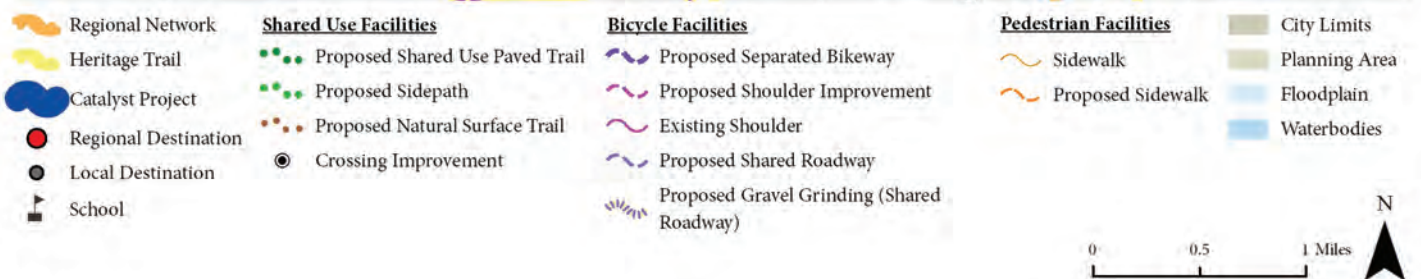 Regional Network
Heritage Trail
Catalyst Project
Regional Destination
Local Destination
School
Shared Use Facilities
Proposed Shared Use Paved Trail
Proposed Sidepath
Proposed Natural Surface Trail
Crossing Improvement
Bicycle Facilities
Proposed Separated Bikeway
Proposed Shoulder Improvement
Existing Shoulder
Proposed Shared Roadway
Proposed Gravel Grinding (Shared
Roadway)
Pedestrian Facilities
Sidewalk
Proposed Sidewalk
City Limits
Planning Area
Floodplain
Waterbodies
N
0 0.5 1 Miles